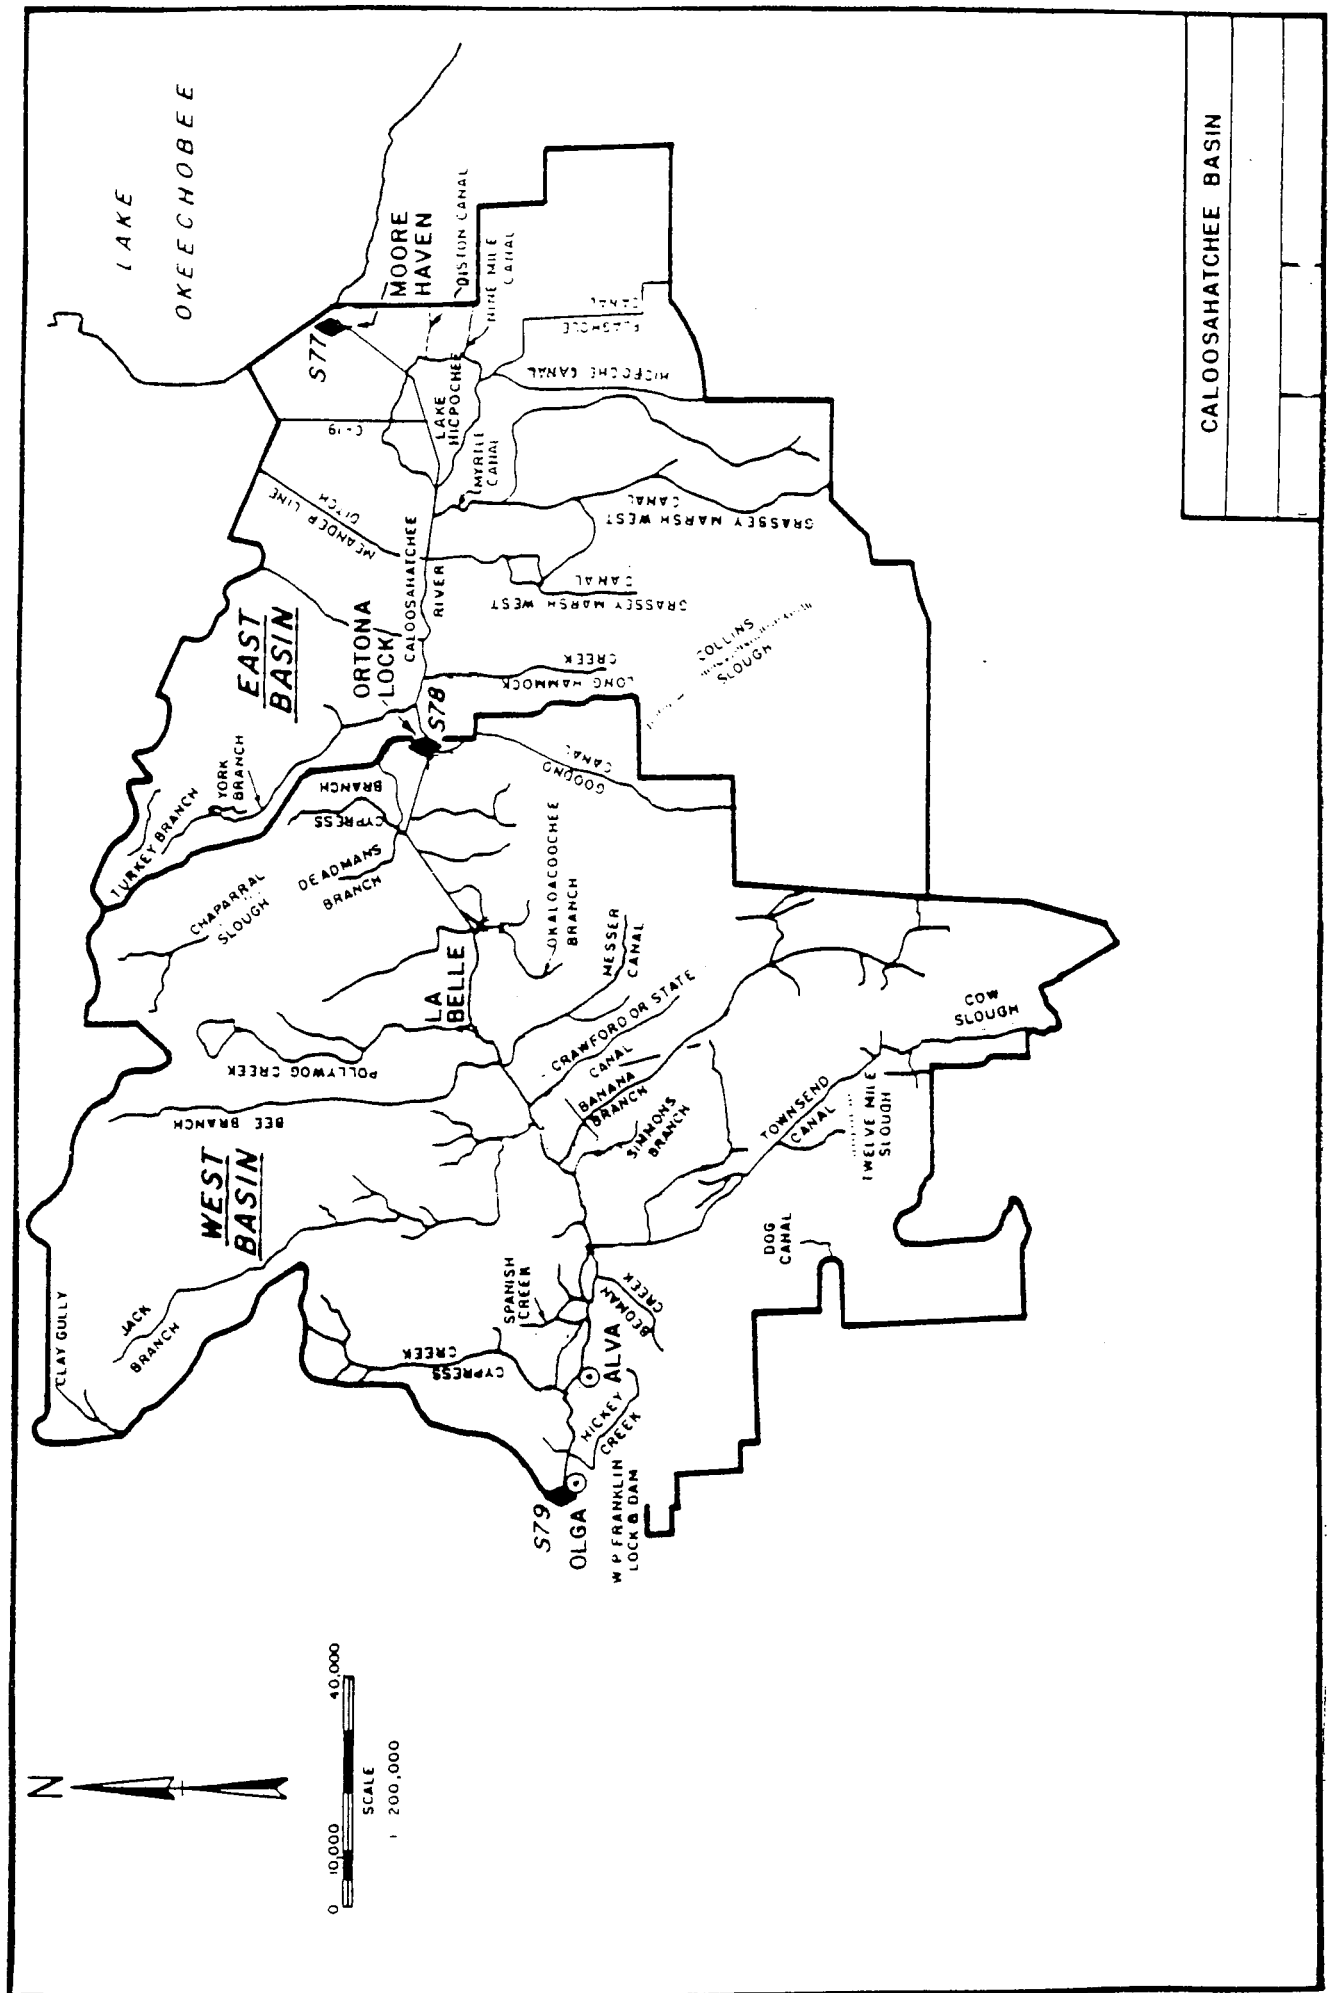 LAKE
OKEECHOBEE
S77
MOORE
HAVEN
DISTON CANAL
NINE MILE
CANAL
LAKE
HICPOCHEE
C-19
HICPOCHE CANAL
FLAGHOLE
CANAL
MYRTLE
CANAL
MEANDER LINE
DITCH
GRASSEY MARSH WEST
CANAL
GRASSEY MARSH WEST
CANAL
CALOOSAHATCHEE
RIVER
EAST
BASIN
ORTONA
LOCK
S78
LONG HAMMOCK
CREEK
COLLINS
SLOUGH
YORK
BRANCH
TURKEY BRANCH
CYPRESS
BRANCH
GOODNO
CANAL
DEADMANS
BRANCH
CHAPARRAL
SLOUGH
OKALOACOOCHEE
BRANCH
LA
BELLE
MESSER
CANAL
CRAWFORD OR STATE
CANAL
POLLYWOG CREEK
BEE BRANCH
BANANA
BRANCH
SIMMONS
BRANCH
COW
SLOUGH
TOWNSEND
CANAL
TWELVE MILE
SLOUGH
WEST
BASIN
DOG
CANAL
SPANISH
CREEK
BEDMAN
CREEK
JACK
BRANCH
CLAY GULLY
CYPRESS
CREEK
ALVA
HICKEY
CREEK
S79
OLGA
W P FRANKLIN
LOCK & DAM
N
0 10,000 40,000
SCALE
1 200,000
CALOOSAHATCHEE BASIN